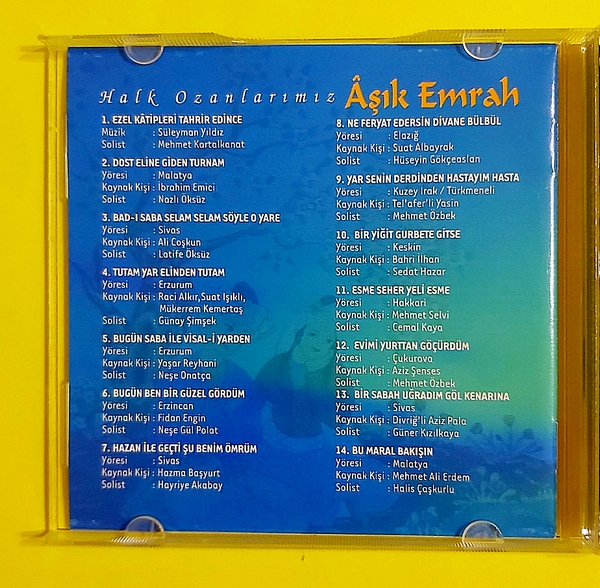 Halk Ozanlarımız Âşık Emrah
1. EZEL KÂTİPLERİ TAHRİR EDİNCE
Müzik : Süleyman Yıldız
Solist : Mehmet Kartalkanat
2. DOST ELİNE GİDEN TURNAM
Yöresi : Malatya
Kaynak Kişi : İbrahim Emici
Solist : Nazlı Öksüz
3. BAD-I SABA SELAM SELAM SÖYLE O YARE
Yöresi : Sivas
Kaynak Kişi : Ali Coşkun
Solist : Latife Öksüz
4. TUTAM YAR ELİNDEN TUTAM
Yöresi : Erzurum
Kaynak Kişi : Raci Alkır,Suat Işıklı,
Mükerrem Kemertaş
Solist : Günay Şimşek
5. BUGÜN SABA İLE VİSAL-İ YARDEN
Yöresi : Erzurum
Kaynak Kişi : Yaşar Reyhani
Solist : Neşe Onatça
6. BUGÜN BEN BİR GÜZEL GÖRDÜM
Yöresi : Erzincan
Kaynak Kişi : Fidan Engin
Solist : Neşe Gül Polat
7. HAZAN İLE GEÇTİ ŞU BENİM ÖMRÜM
Yöresi : Sivas
Kaynak Kişi : Hazma Başyurt
Solist : Hayriye Akabay
8. NE FERYAT EDERSİN DİVANE BÜLBÜL
Yöresi : Elazığ
Kaynak Kişi : Suat Albayrak
Solist : Hüseyin Gökçeaslan
9. YAR SENİN DERDİNDEN HASTAYIM HASTA
Yöresi : Kuzey Irak / Türkmeneli
Kaynak Kişi : Tel'afer'li Yasin
Solist : Mehmet Özbek
10. BİR YİĞİT GURBETE GİTSE
Yöresi : Keskin
Kaynak Kişi : Bahri İlhan
Solist : Sedat Hazar
11. ESME SEHER YELİ ESME
Yöresi : Hakkari
Kaynak Kişi : Mehmet Selvi
Solist : Cemal Kaya
12. EVİMİ YURTTAN GÖÇÜRDÜM
Yöresi : Çukurova
Kaynak Kişi : Aziz Şenses
Solist : Mehmet Özbek
13. BİR SABAH UĞRADIM GÖL KENARINA
Yöresi : Sivas
Kaynak Kişi : Divriğ'li Aziz Pala
Solist : Güner Kızılkaya
14. BU MARAL BAKIŞIN
Yöresi : Malatya
Kaynak Kişi : Mehmet Ali Erdem
Solist : Halis Çaşkurlu